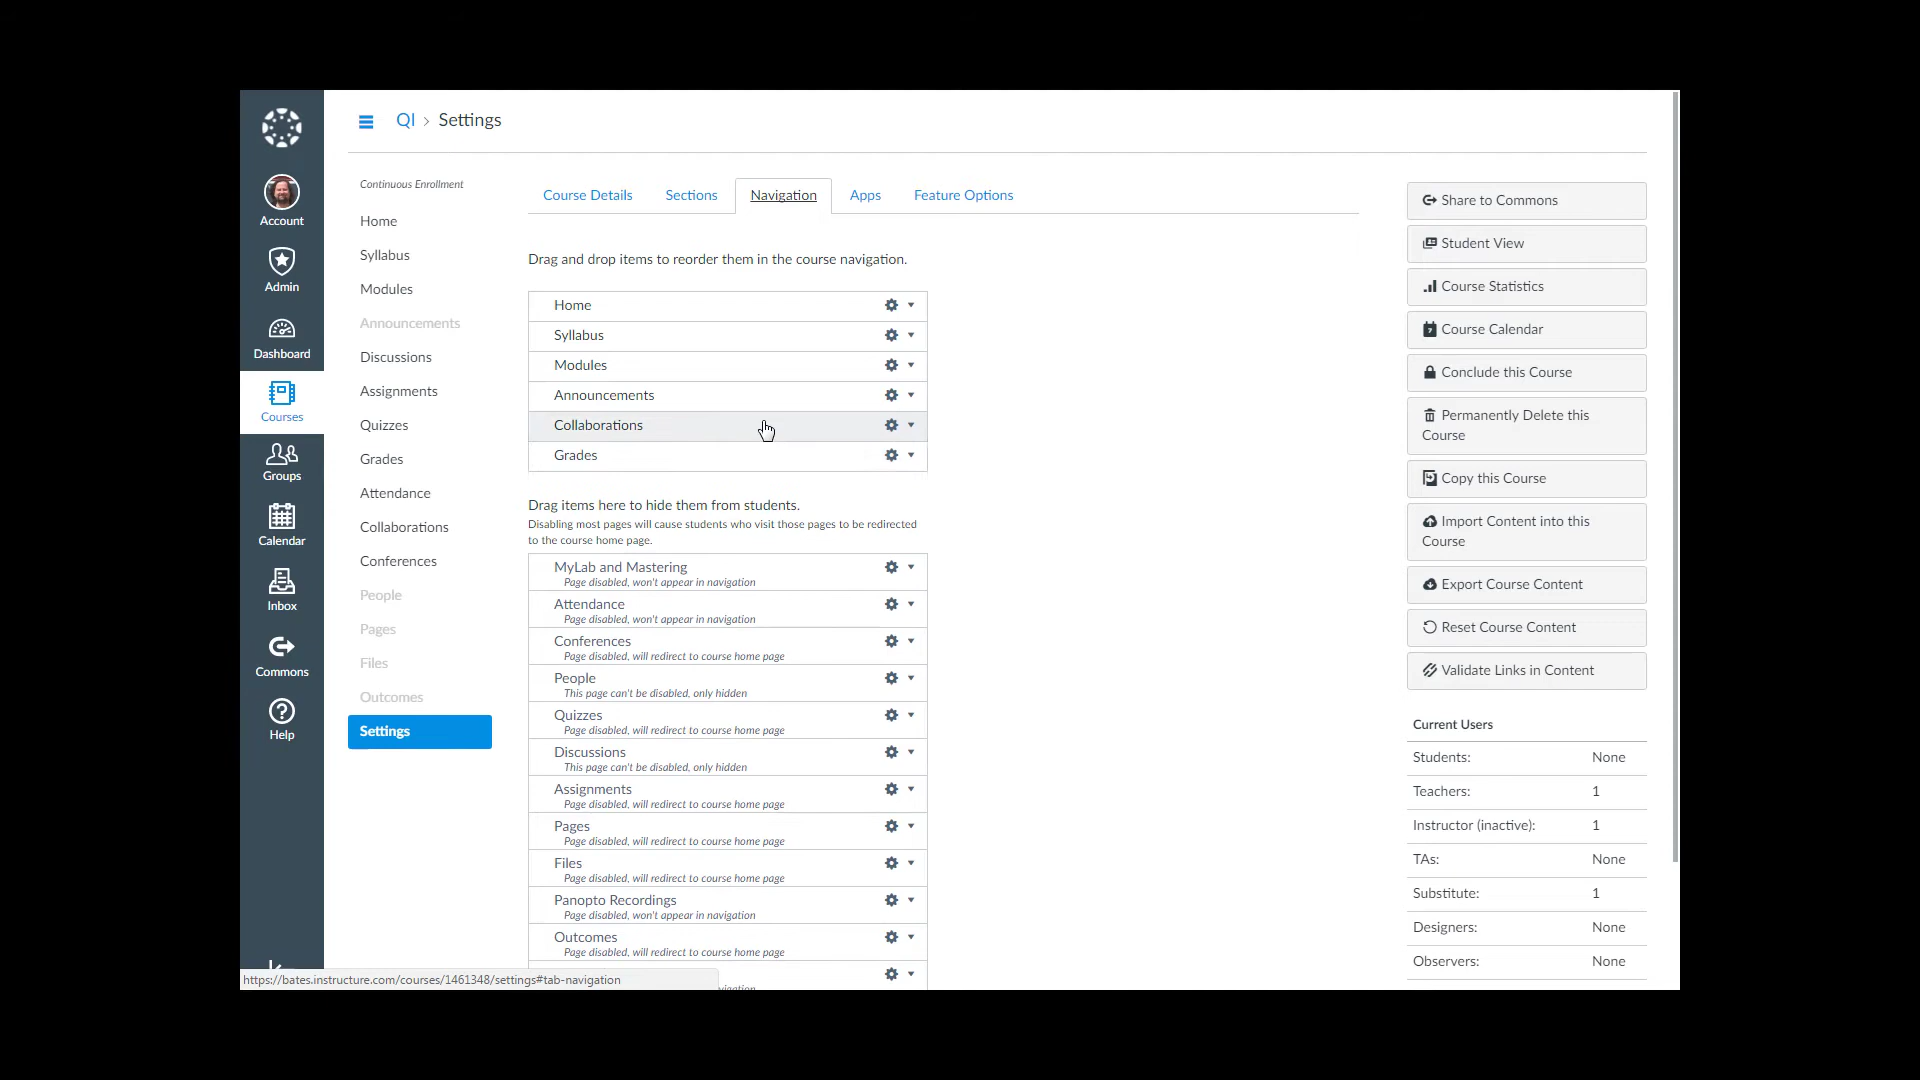 QI > Settings
Account
Admin
Dashboard
Courses
Groups
Calendar
Inbox
Commons
Help
Continuous Enrollment
Home
Syllabus
Modules
Announcements
Discussions
Assignments
Quizzes
Grades
Attendance
Collaborations
Conferences
People
Pages
Files
Outcomes
Settings
Course Details Sections Navigation Apps Feature Options
Drag and drop items to reorder them in the course navigation.
Home
Syllabus
Modules
Announcements
Collaborations
Grades
Drag items here to hide them from students.
Disabling most pages will cause students who visit those pages to be redirected
to the course home page.
MyLab and Mastering
Page disabled, won't appear in navigation
Attendance
Page disabled, won't appear in navigation
Conferences
Page disabled, will redirect to course home page
People
This page can't be disabled, only hidden
Quizzes
Page disabled, will redirect to course home page
Discussions
This page can't be disabled, only hidden
Assignments
Page disabled, will redirect to course home page
Pages
Page disabled, will redirect to course home page
Files
Page disabled, will redirect to course home page
Panopto Recordings
Page disabled, won't appear in navigation
Outcomes
Page disabled, will redirect to course home page
Share to Commons
Student View
Course Statistics
Course Calendar
Conclude this Course
Permanently Delete this
Course
Copy this Course
Import Content into this
Course
Export Course Content
Reset Course Content
Validate Links in Content
Current Users
Students: None
Teachers: 1
Instructor (inactive): 1
TAs: None
Substitute: 1
Designers: None
Observers: None
https://bates.instructure.com/courses/1461348/settings#tab-navigation